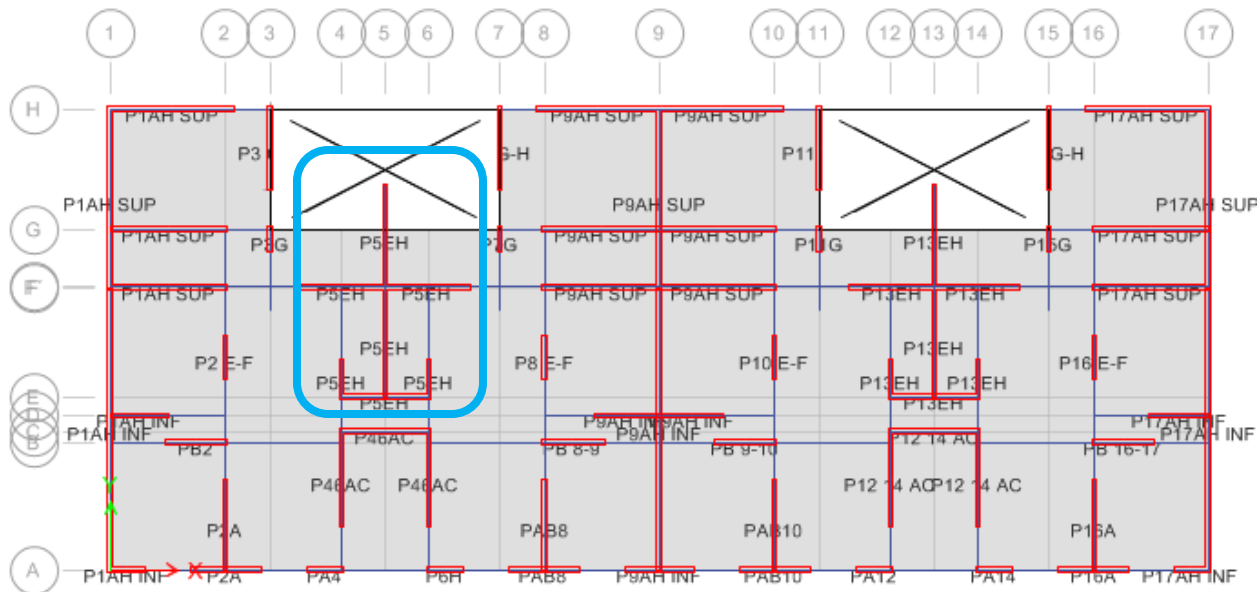 1 2 3 4 5 6 7 8 9 10 11 12 13 14 15 16 17
H
P1AH SUP P9AH SUP P9AH SUP P17AH SUP
P3 G-H P11 G-H
P1AH SUP P9AH SUP P17AH SUP
G
P1AH SUP P3G P5EH P7G P9AH SUP P9AH SUP P11G P13EH P15G P17AH SUP
F
P1AH SUP P5EH P5EH P9AH SUP P9AH SUP P13EH P13EH P17AH SUP
P5EH P13EH
P2 E-F P8 E-F P10 E-F P16 E-F
P5EH P5EH P13EH P13EH
E
P5EH P13EH
D
P1AH INF P9AH INF P9AH INF P17AH INF
C
P1AH INF P46AC P9AH INF P12 14 AC P17AH INF
B
PB2 PB 8-9 PB 9-10 PB 16-17
P46AC P46AC P12 14 AC P12 14 AC
Y
P2A PAB8 PAB10 P16A
A
X
P1AH INF P2A PA4 P6H PAB8 P9AH INF PAB10 PA12 PA14 P16A P17AH INF